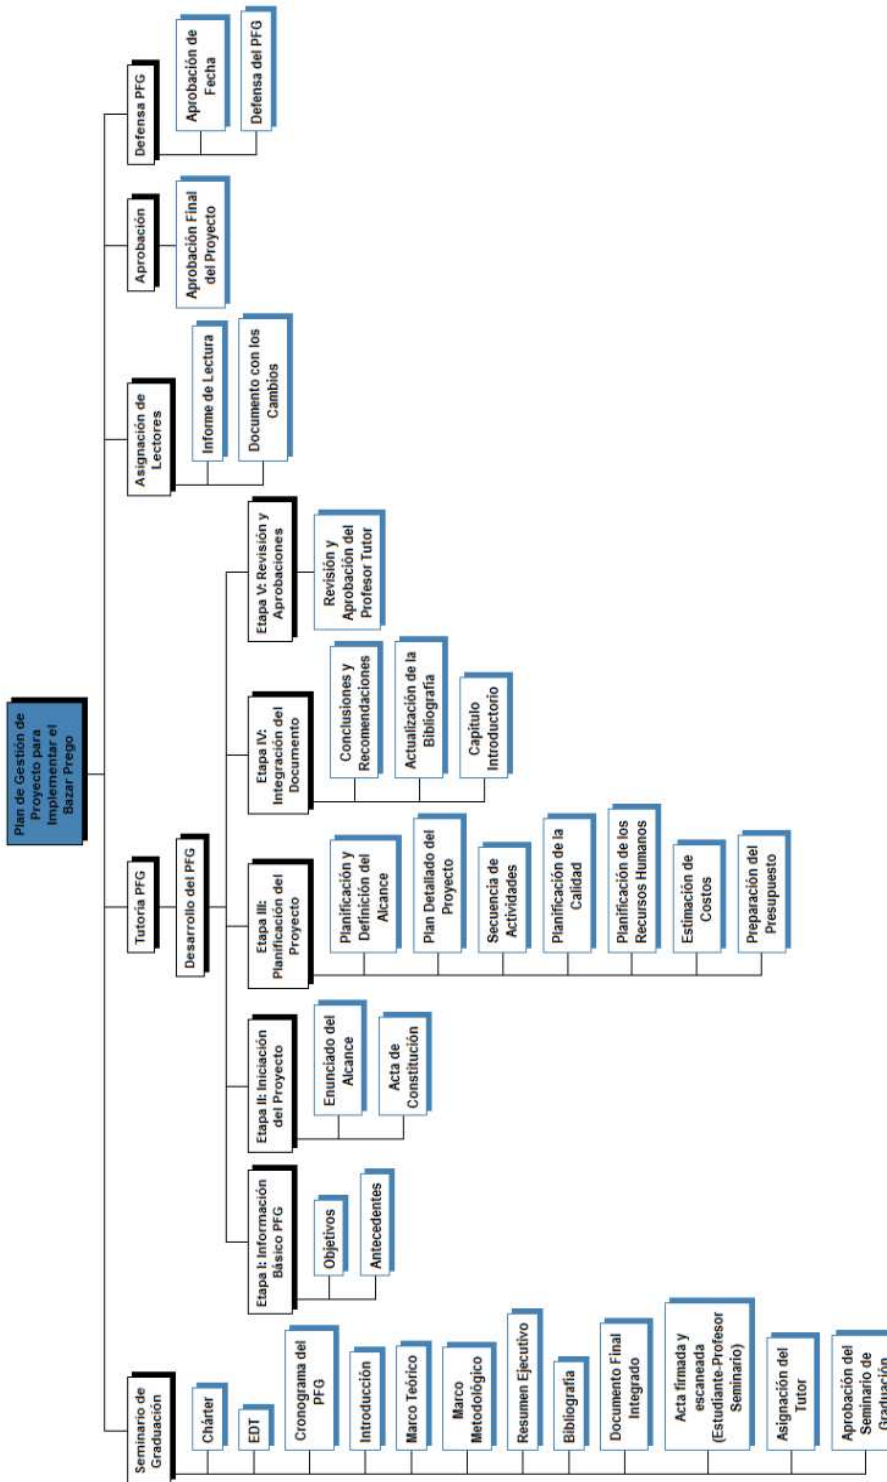 Plan de Gestión de
Proyecto para
Implementar el
Bazar Prego
Seminario de
Graduación
Chárter
EDT
Cronograma del
PFG
Introducción
Marco Teórico
Marco
Metodológico
Resumen Ejecutivo
Bibliografía
Documento Final
Integrado
Acta firmada y
escaneada
(Estudiante-Profesor
Seminario)
Asignación del
Tutor
Aprobación del
Seminario de
Graduación
Tutoria PFG
Desarrollo del PFG
Etapa I: Información
Básico PFG
Objetivos
Antecedentes
Etapa II: Iniciación
del Proyecto
Enunciado del
Alcance
Acta de
Constitución
Etapa III:
Planificación del
Proyecto
Planificación y
Definición del
Alcance
Plan Detallado del
Proyecto
Secuencia de
Actividades
Planificación de la
Calidad
Planificación de los
Recursos Humanos
Estimación de
Costos
Preparación del
Presupuesto
Etapa IV:
Integración del
Documento
Conclusiones y
Recomendaciones
Actualización de la
Bibliografía
Capitulo
Introductorio
Etapa V: Revisión y
Aprobaciones
Revisión y
Aprobación del
Profesor Tutor
Asignación de
Lectores
Informe de Lectura
Documento con los
Cambios
Aprobación
Aprobación Final
del Proyecto
Defensa PFG
Aprobación de
Fecha
Defensa del PFG